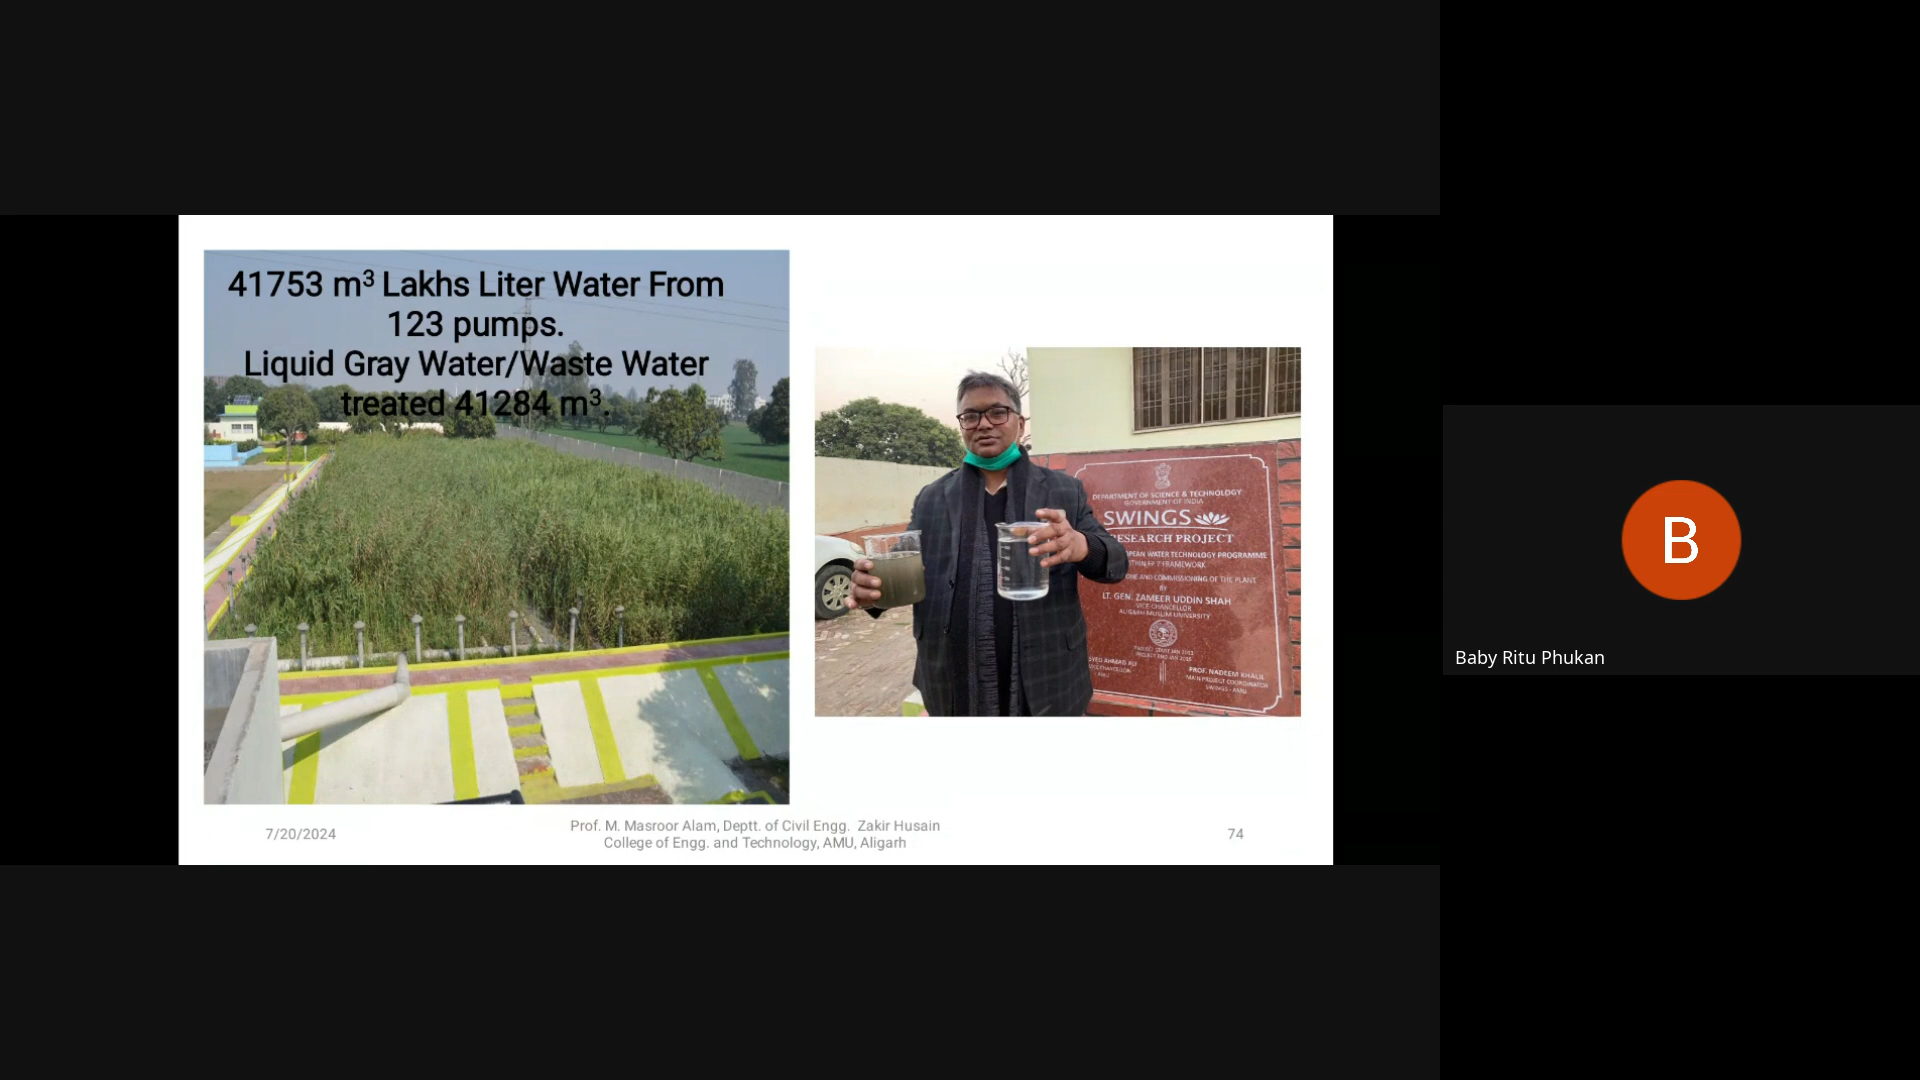 41753 m³ Lakhs Liter Water From
123 pumps.
Liquid Gray Water/Waste Water
treated 41284 m³.
DEPARTMENT OF SCIENCE & TECHNOLOGY
GOVERNMENT OF INDIA
SWINGS
RESEARCH PROJECT
WATER TECHNOLOGY PROGRAMME
FRAMEWORK
AND COMMISSIONING OF THE PLANT
BY
LT. GEN. ZAMEER UDDIN SHAH
VICE-CHANCELLOR
ALIGARH MUSLIM UNIVERSITY
PROF. NADEEM KHALIL
MAIN PROJECT COORDINATOR
SWINGS - AMU
7/20/2024
Prof. M. Masroor Alam, Deptt. of Civil Engg. Zakir Husain
College of Engg. and Technology, AMU, Aligarh
74
B
Baby Ritu Phukan